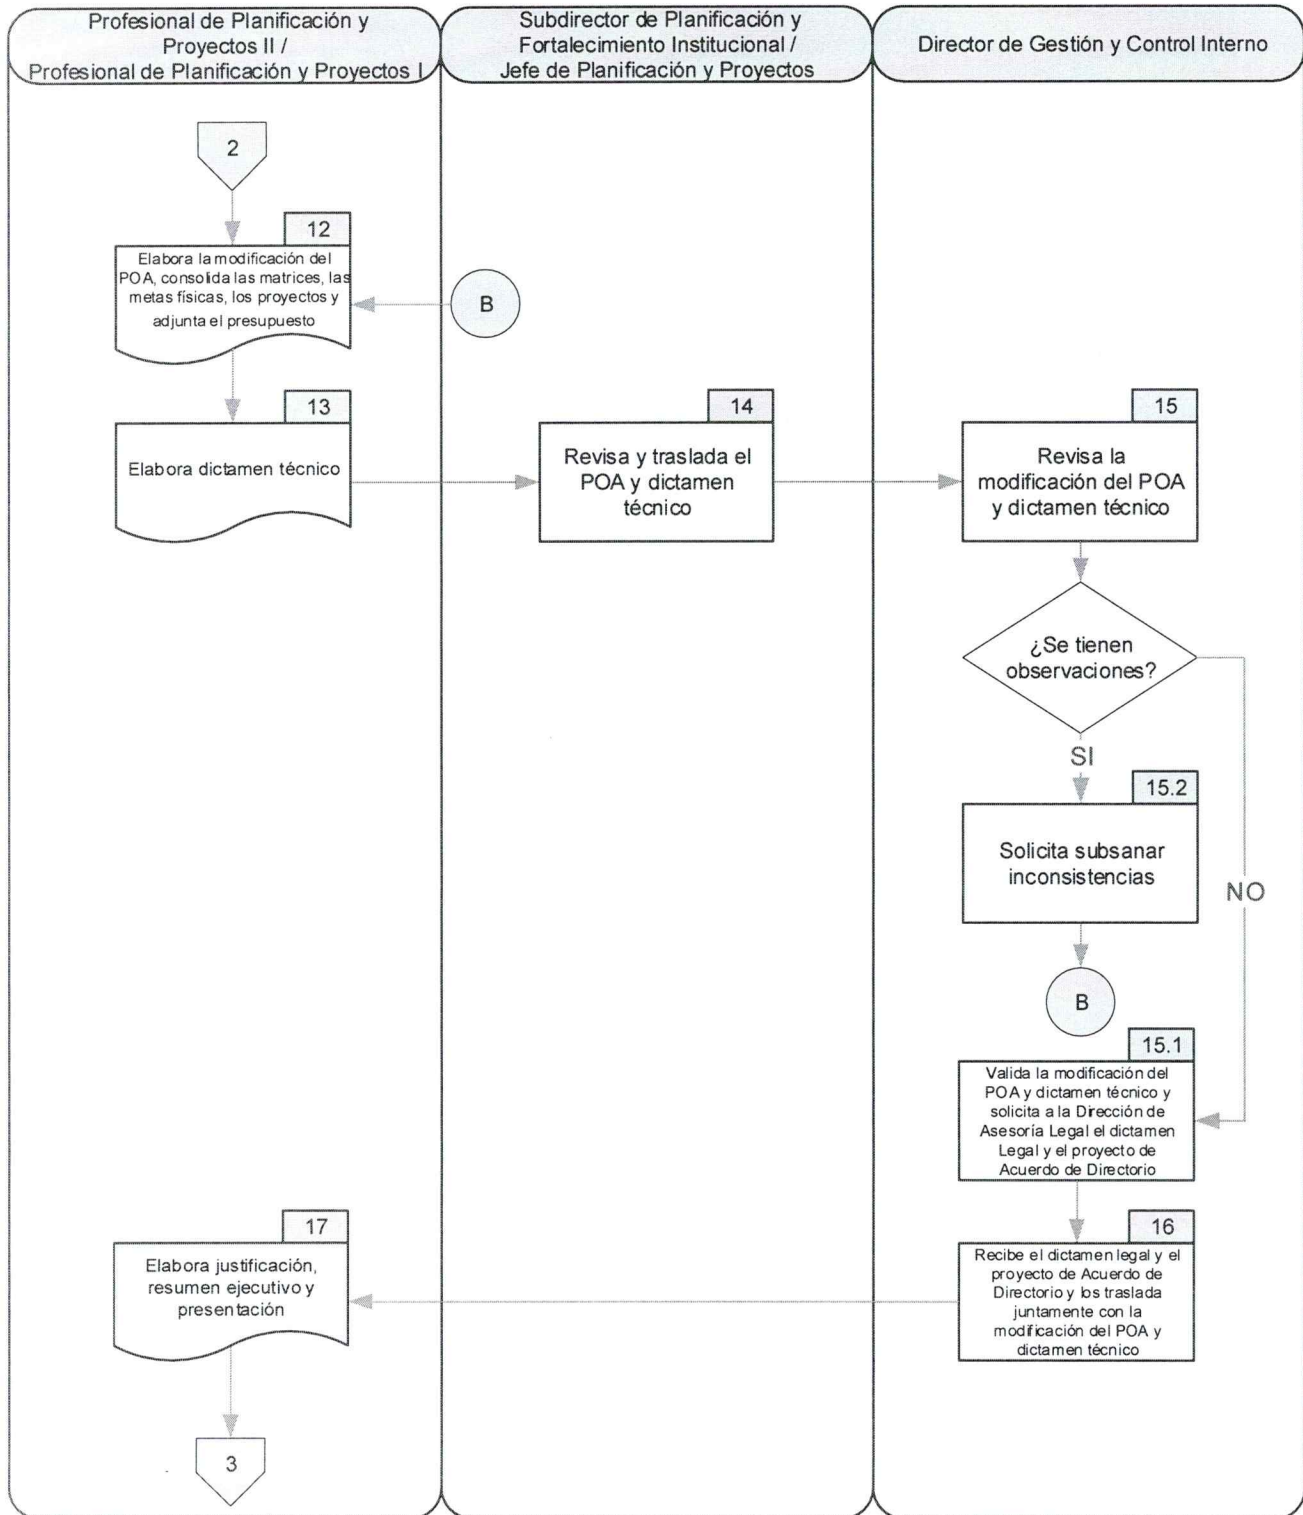 Profesional de Planificación y
Proyectos II /
Profesional de Planificación y Proyectos I
Subdirector de Planificación y
Fortalecimiento Institucional /
Jefe de Planificación y Proyectos
Director de Gestión y Control Interno
2
12
Elabora la modificación del
POA, consolida las matrices, las
metas físicas, los proyectos y
adjunta el presupuesto
B
13
Elabora dictamen técnico
14
Revisa y traslada el
POA y dictamen
técnico
15
Revisa la
modificación del POA
y dictamen técnico
¿Se tienen
observaciones?
SI
NO
15.2
Solicita subsanar
inconsistencias
B
15.1
Valida la modificación del
POA y dictamen técnico y
solicita a la Dirección de
Asesoría Legal el dictamen
Legal y el proyecto de
Acuerdo de Directorio
16
Recibe el dictamen legal y el
proyecto de Acuerdo de
Directorio y los traslada
juntamente con la
modificación del POA y
dictamen técnico
17
Elabora justificación,
resumen ejecutivo y
presentación
3